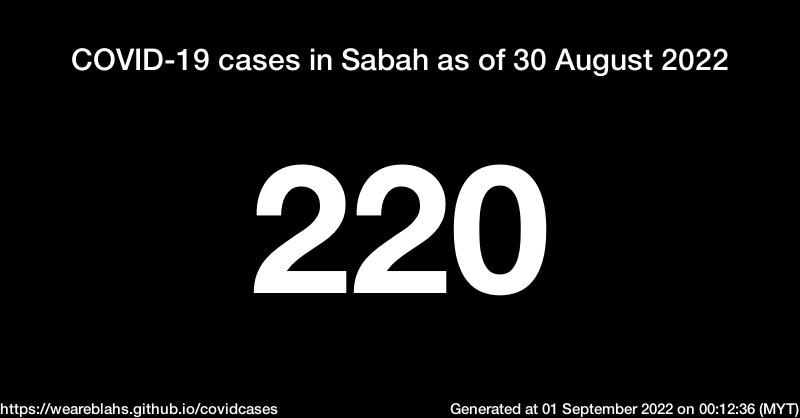 COVID-19 cases in Sabah as of 30 August 2022
220
https://weareblahs.github.io/covidcases
Generated at 01 September 2022 on 00:12:36 (MYT)